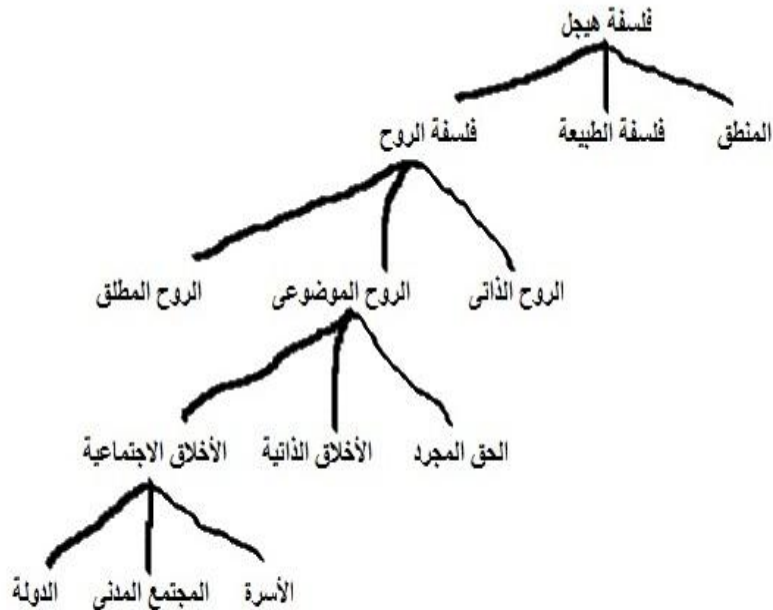 فلسفة هيجل
المنطق فلسفة الطبيعة فلسفة الروح
الروح الذاتى الروح الموضوعى الروح المطلق
الحق المجرد الأخلاق الذاتية الأخلاق الاجتماعية
الأسرة المجتمع المدنى الدولة